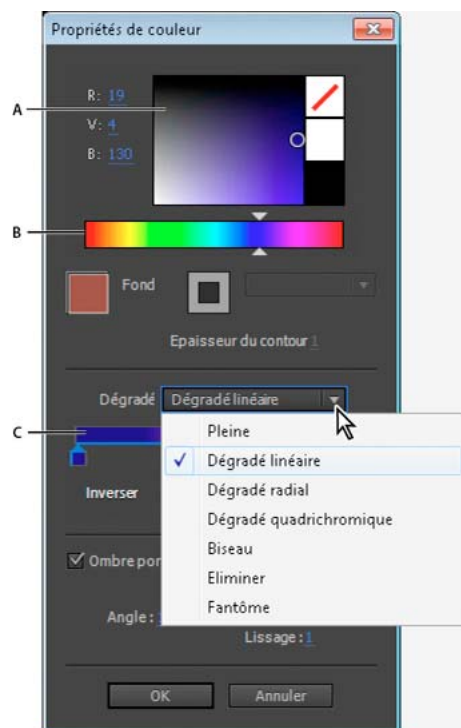 Propriétés de couleur
R: 19
A
V: 4
B: 130
B
Fond
Epaisseur du contour 1
Dégradé Dégradé linéaire
C
Pleine
Dégradé linéaire
Inverser
Dégradé radial
Dégradé quadrichromique
Biseau
Ombre por
Eliminer
Fantôme
Angle :
Lissage : 1
OK Annuler